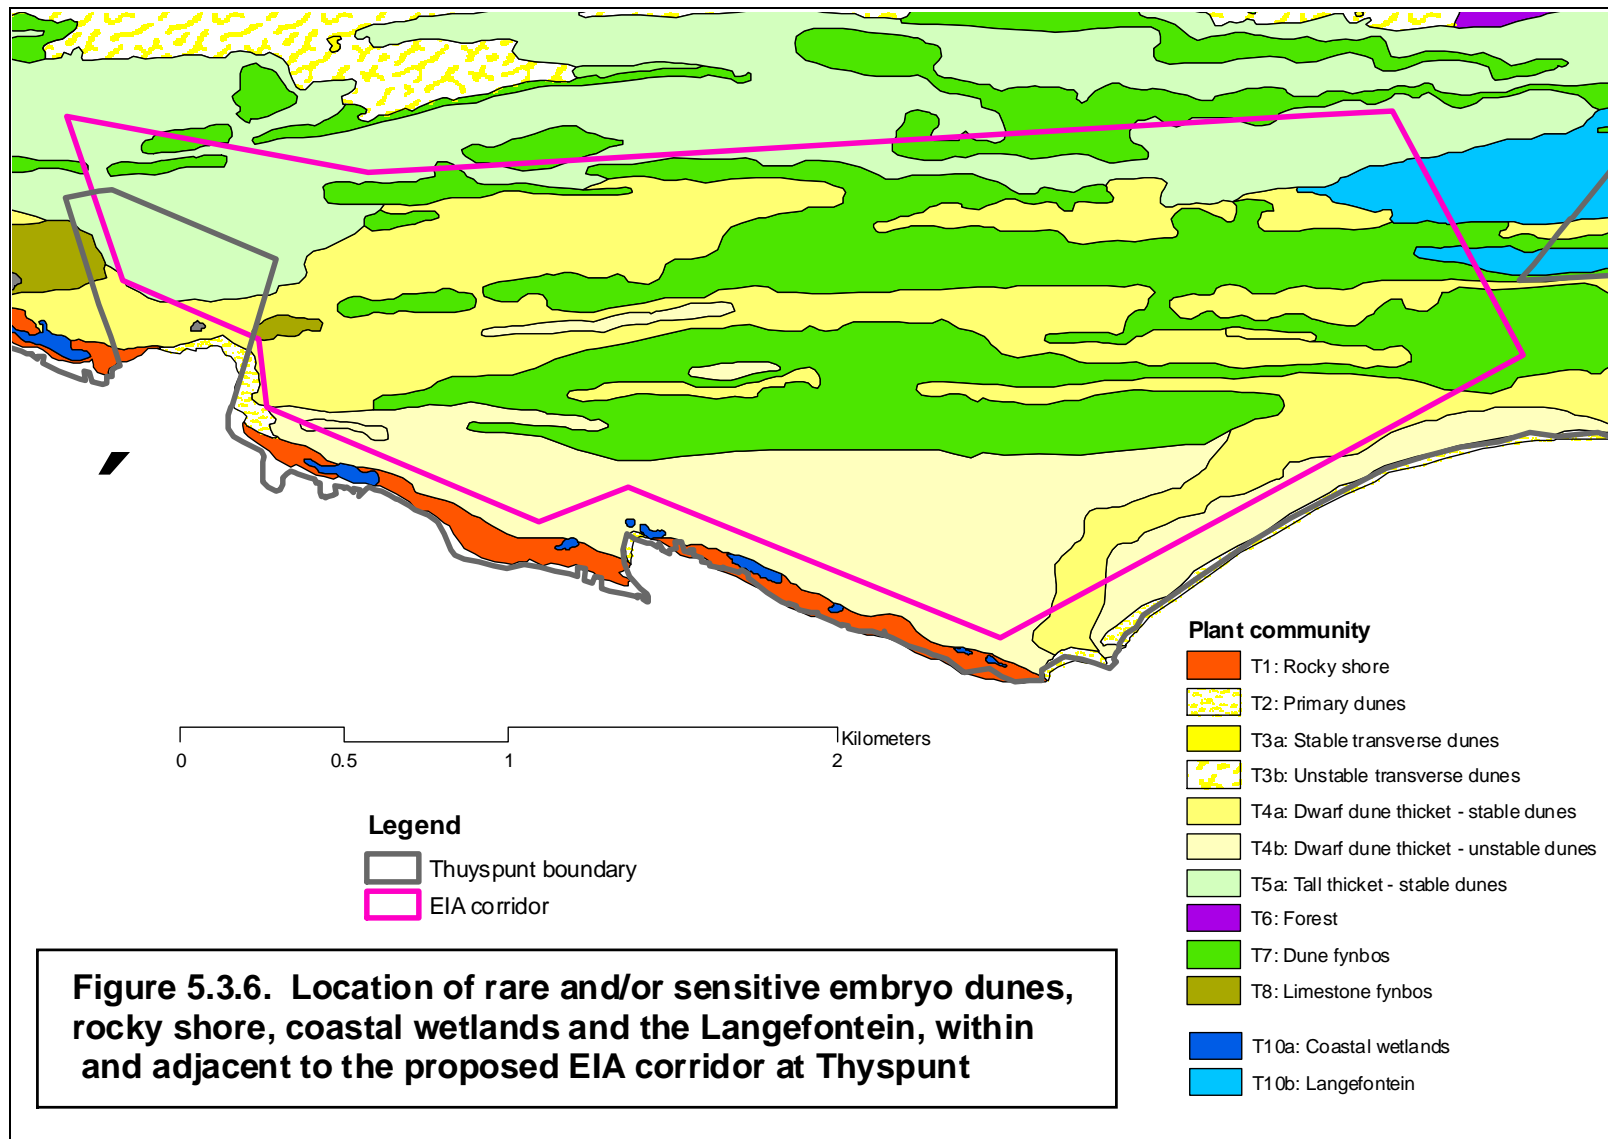 Plant community
T1: Rocky shore
T2: Primary dunes
T3a: Stable transverse dunes
T3b: Unstable transverse dunes
T4a: Dwarf dune thicket - stable dunes
T4b: Dwarf dune thicket - unstable dunes
T5a: Tall thicket - stable dunes
T6: Forest
T7: Dune fynbos
T8: Limestone fynbos
T10a: Coastal wetlands
T10b: Langefontein
Kilometers
0 0.5 1 2
Legend
Thuyspunt boundary
EIA corridor
Figure 5.3.6. Location of rare and/or sensitive embryo dunes,
rocky shore, coastal wetlands and the Langefontein, within
and adjacent to the proposed EIA corridor at Thyspunt